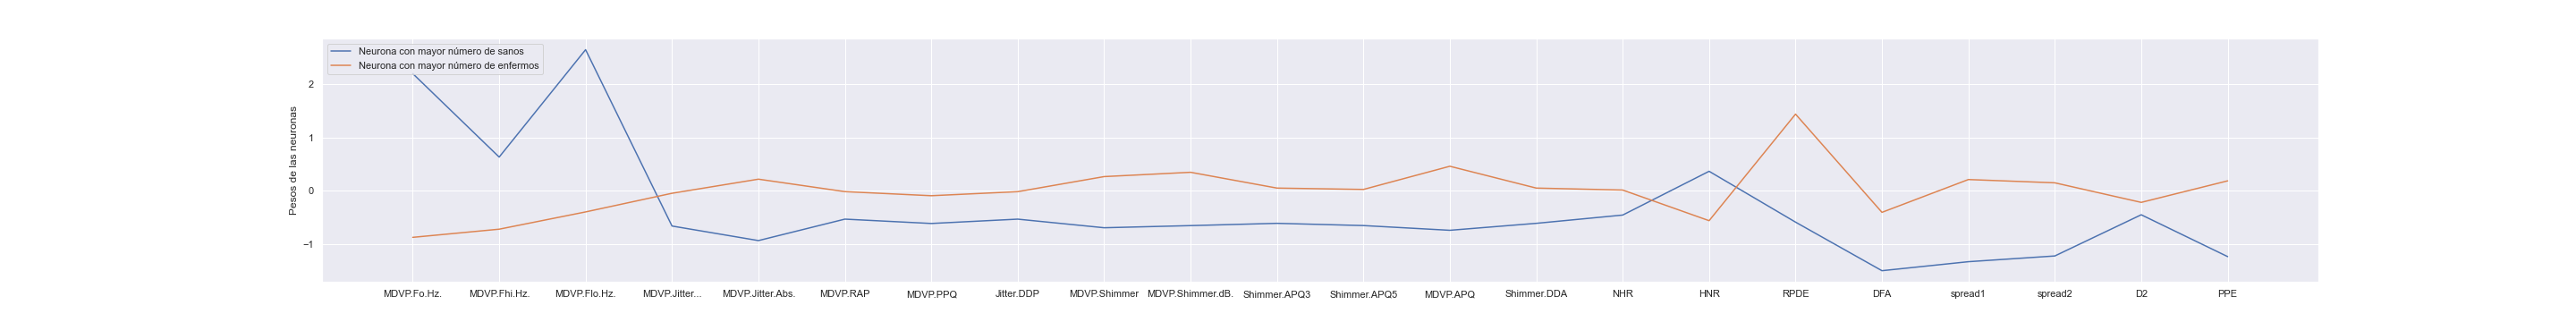 Neurona con mayor número de sanos
Neurona con mayor número de enfermos
Pesos de las neuronas
2
1
0
−1
MDVP.Fo.Hz. MDVP.Fhi.Hz. MDVP.Flo.Hz. MDVP.Jitter... MDVP.Jitter.Abs. MDVP.RAP MDVP.PPQ Jitter.DDP MDVP.Shimmer MDVP.Shimmer.dB. Shimmer.APQ3 Shimmer.APQ5 MDVP.APQ Shimmer.DDA NHR HNR RPDE DFA spread1 spread2 D2 PPE